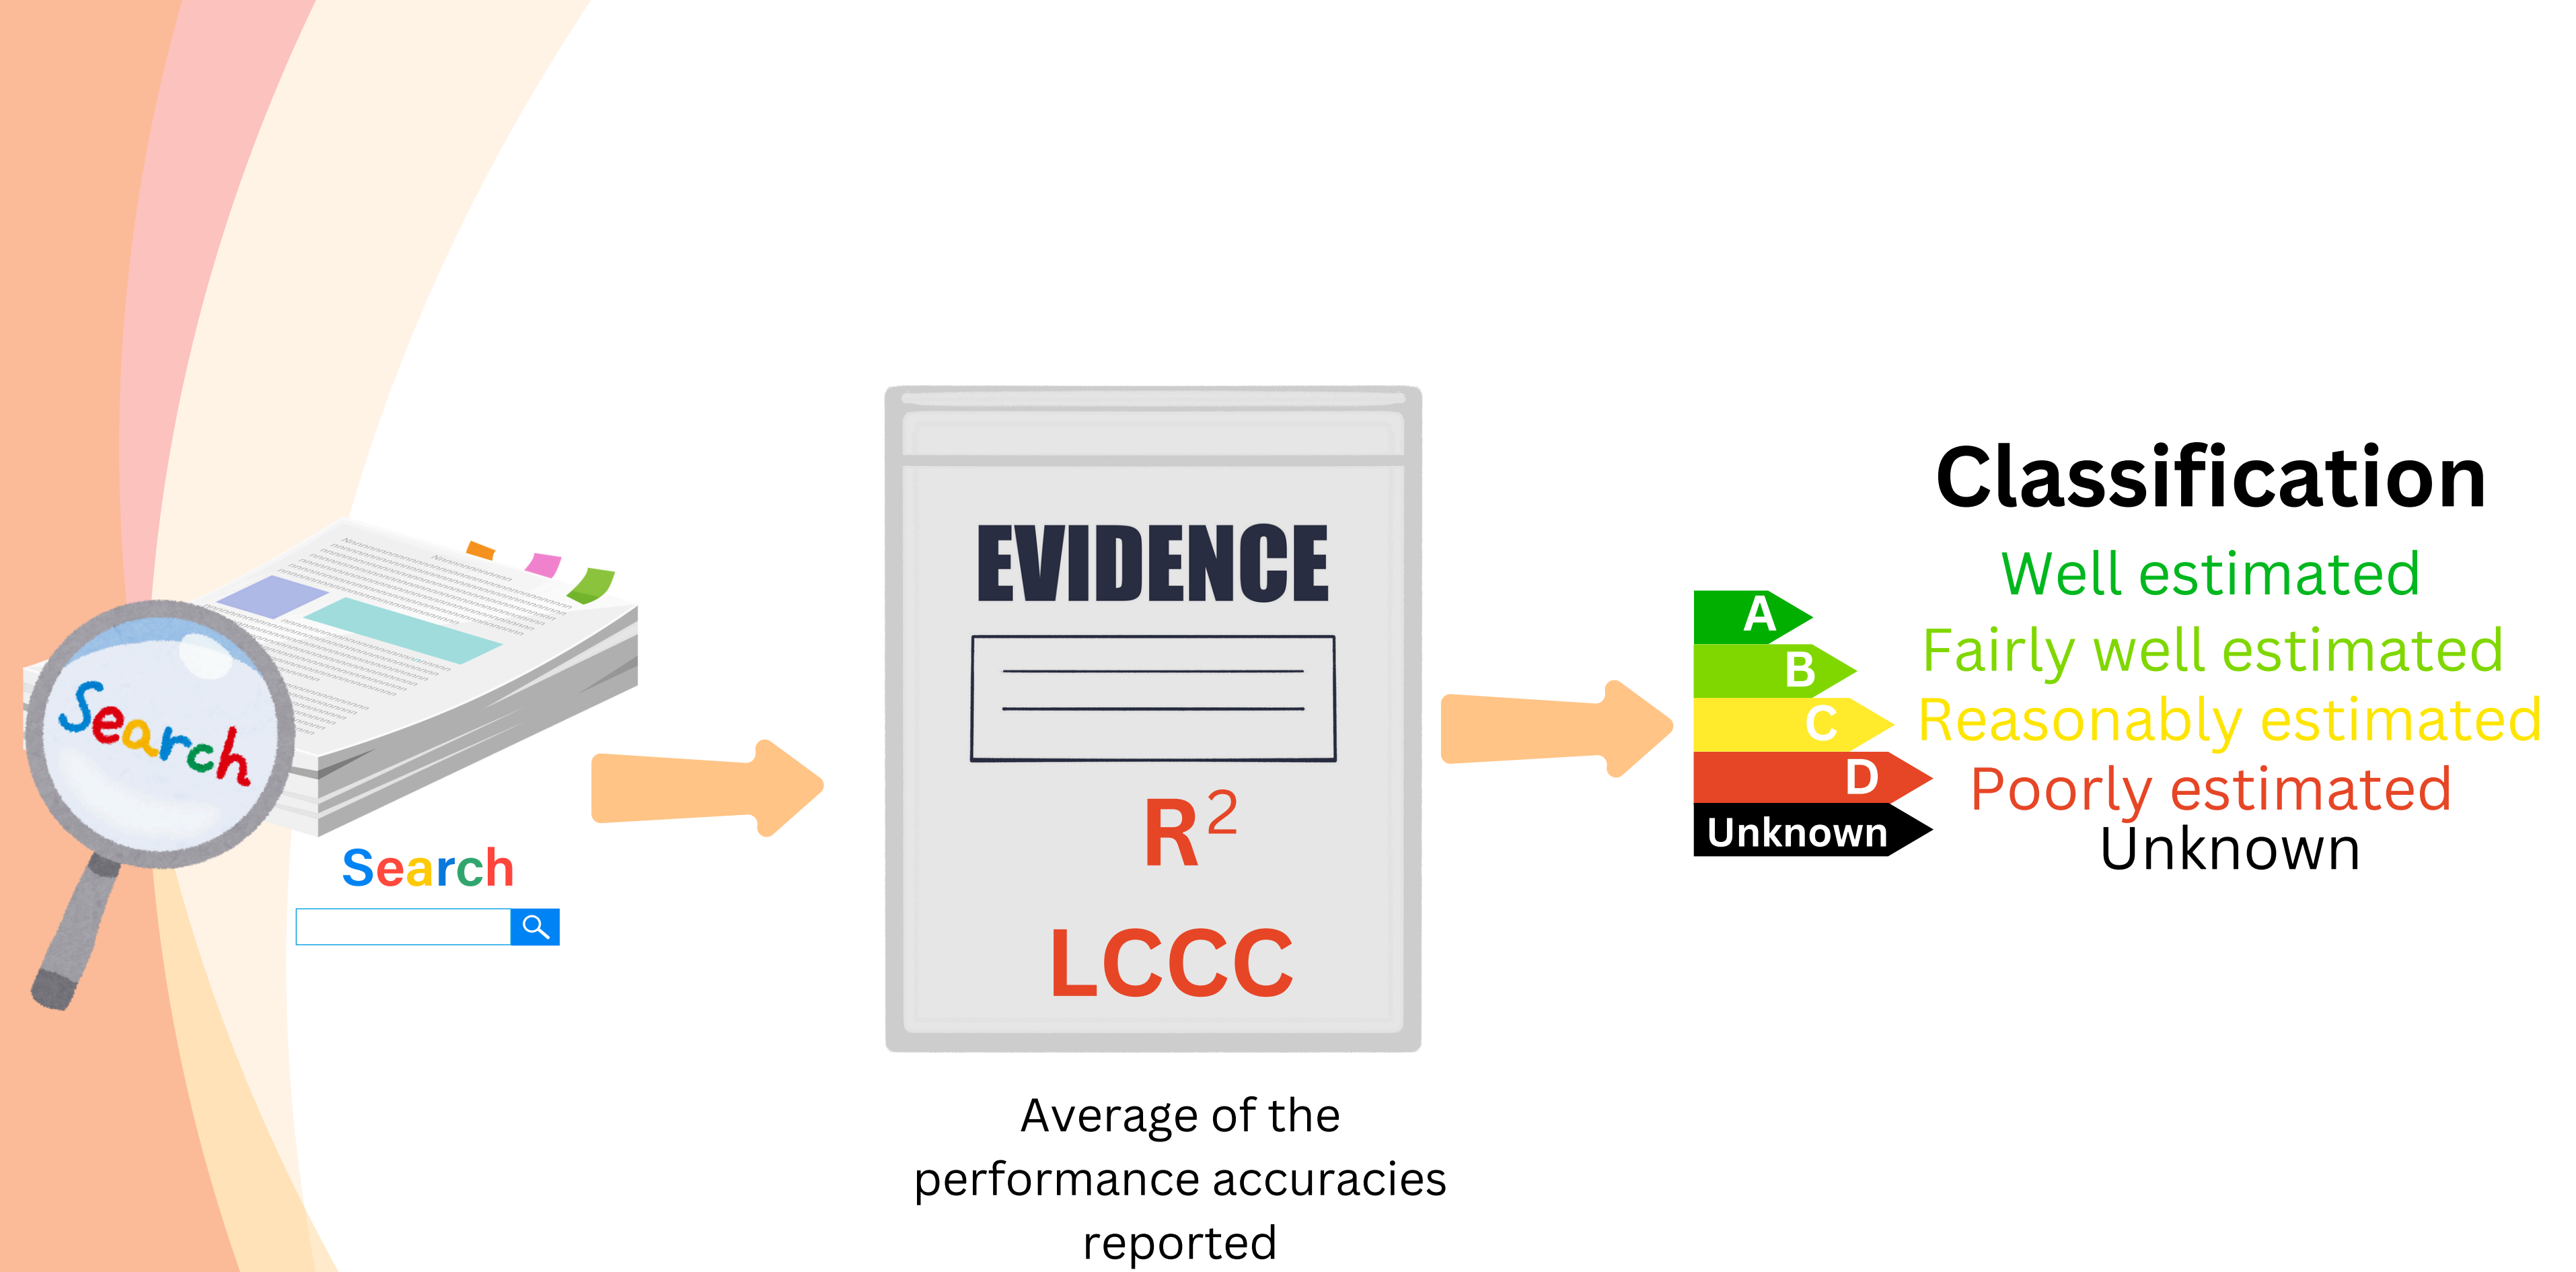 Search
Search
EVIDENCE
R²
LCCC
Average of the
performance accuracies
reported
Classification
A
Well estimated
B
Fairly well estimated
C
Reasonably estimated
D
Poorly estimated
Unknown
Unknown